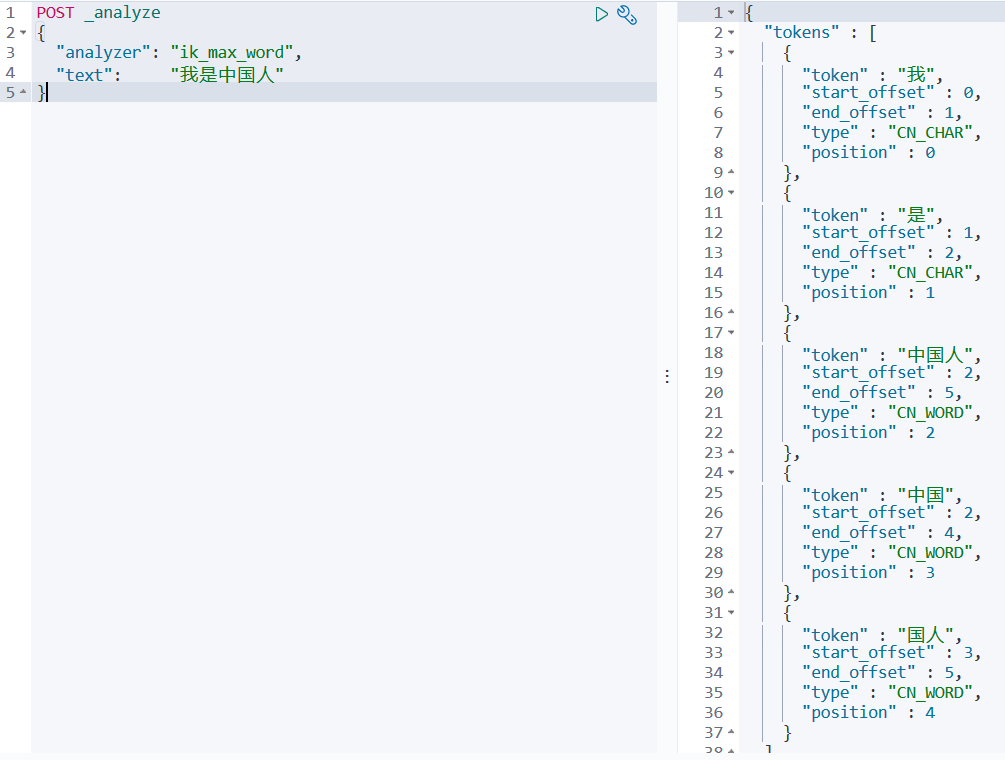 1 POST _analyze
2 {
3 "analyzer": "ik_max_word",
4 "text": "我是中国人"
5 }
1 {
2 "tokens" : [
3 {
4 "token" : "我",
5 "start_offset" : 0,
6 "end_offset" : 1,
7 "type" : "CN_CHAR",
8 "position" : 0
9 },
10 {
11 "token" : "是",
12 "start_offset" : 1,
13 "end_offset" : 2,
14 "type" : "CN_CHAR",
15 "position" : 1
16 },
17 {
18 "token" : "中国人",
19 "start_offset" : 2,
20 "end_offset" : 5,
21 "type" : "CN_WORD",
22 "position" : 2
23 },
24 {
25 "token" : "中国",
26 "start_offset" : 2,
27 "end_offset" : 4,
28 "type" : "CN_WORD",
29 "position" : 3
30 },
31 {
32 "token" : "国人",
33 "start_offset" : 3,
34 "end_offset" : 5,
35 "type" : "CN_WORD",
36 "position" : 4
37 }
38 ]